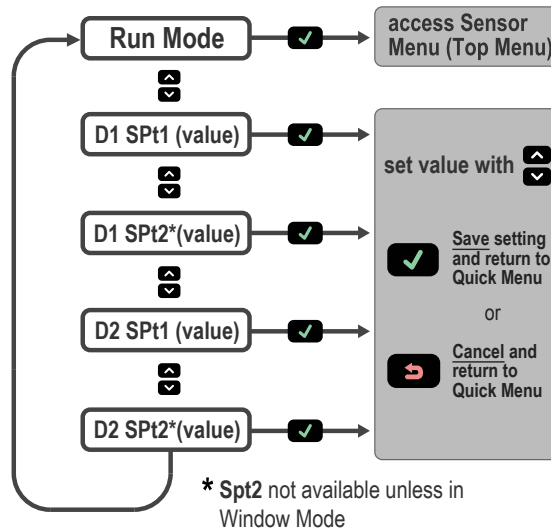 Run Mode
access Sensor
Menu (Top Menu)
D1 SPt1 (value)
set value with
D1 SPt2*(value)
Save setting
and return to
Quick Menu
or
D2 SPt1 (value)
Cancel and
return to
Quick Menu
D2 SPt2*(value)
* Spt2 not available unless in
Window Mode